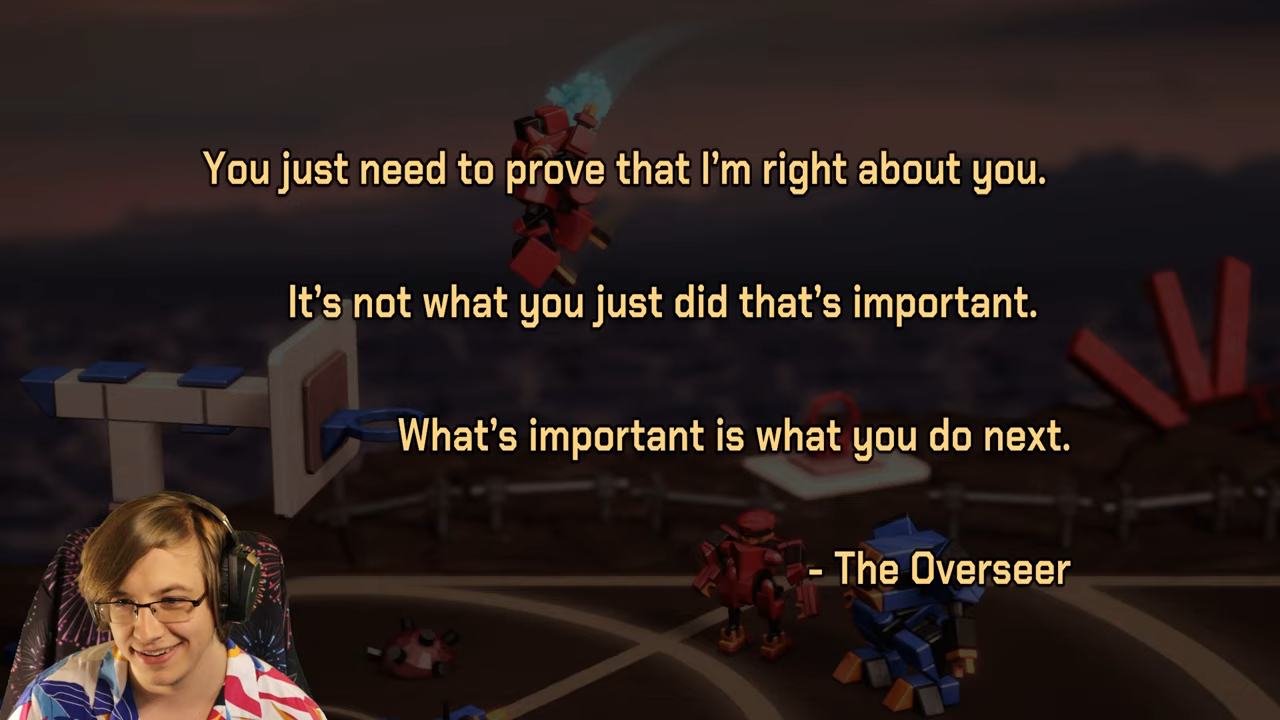 You just need to prove that I'm right about you.
It's not what you just did that's important.
What's important is what you do next.
- The Overseer